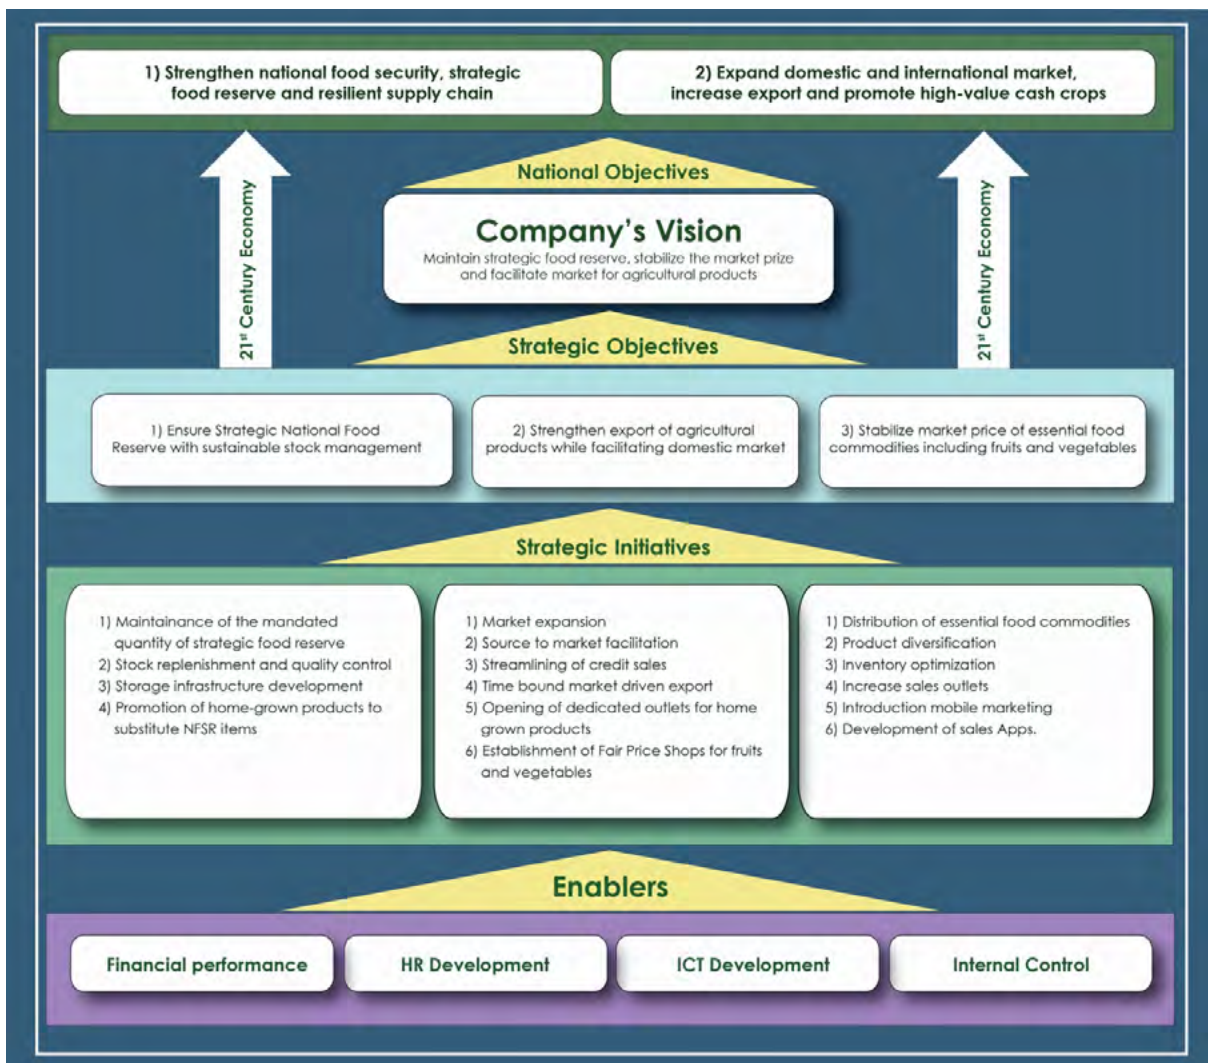 1) Strengthen national food security, strategic
food reserve and resilient supply chain
2) Expand domestic and international market,
increase export and promote high-value cash crops
National Objectives
21st Century Economy
Company's Vision
Maintain strategic food reserve, stabilize the market prize
and facilitate market for agricultural products
21st Century Economy
Strategic Objectives
1) Ensure Strategic National Food
Reserve with sustainable stock management
2) Strengthen export of agricultural
products while facilitating domestic market
3) Stabilize market price of essential food
commodities including fruits and vegetables
Strategic Initiatives
1) Maintainance of the mandated
quantity of strategic food reserve
2) Stock replenishment and quality control
3) Storage infrastructure development
4) Promotion of home-grown products to
substitute NFSR items
1) Market expansion
2) Source to market facilitation
3) Streamlining of credit sales
4) Time bound market driven export
5) Opening of dedicated outlets for home
grown products
6) Establishment of Fair Price Shops for fruits
and vegetables
1) Distribution of essential food commodities
2) Product diversification
3) Inventory optimization
4) Increase sales outlets
5) Introduction mobile marketing
6) Development of sales Apps.
Enablers
Financial performance
HR Development
ICT Development
Internal Control